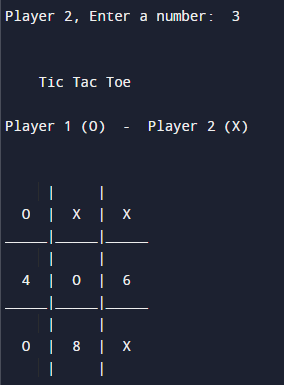 Player 2, Enter a number:  3
Tic Tac Toe
Player 1 (O)  -  Player 2 (X)
O | X | X
4 | O | 6
O | 8 | X